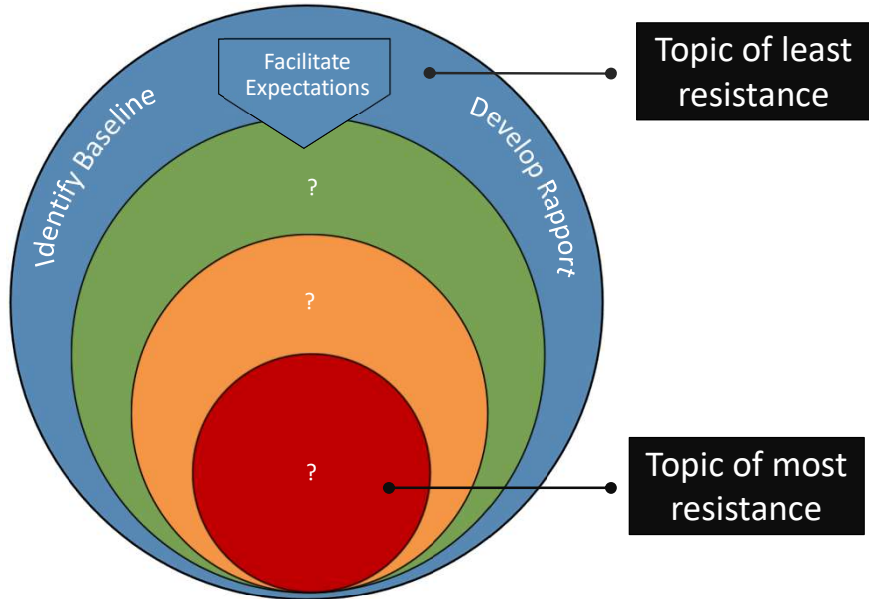 Facilitate
Expectations
Identify Baseline
Develop Rapport
Topic of least
resistance
?
?
?
Topic of most
resistance